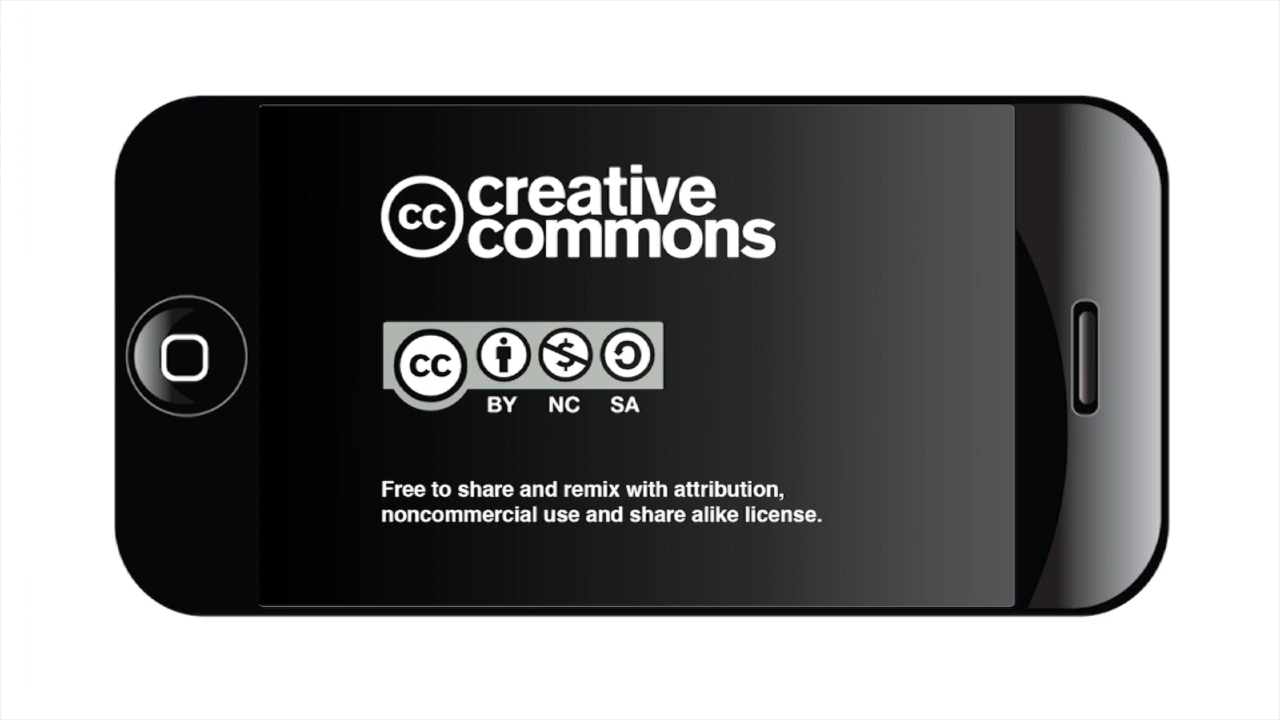 cc creative
commons
cc
BY NC SA
Free to share and remix with attribution,
noncommercial use and share alike license.